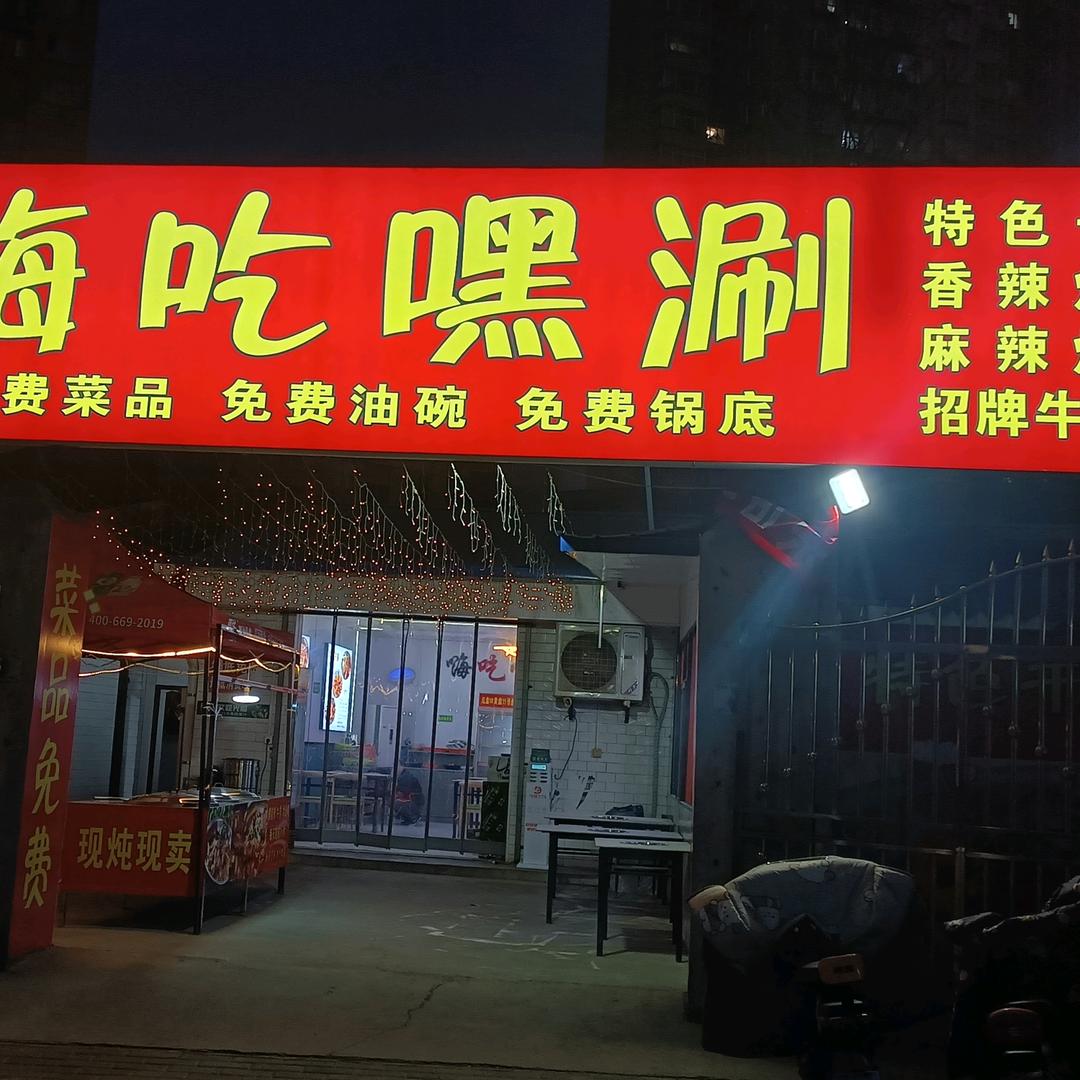 嗨吃嘿涮
费菜品 免费油碗 免费锅底
特色
香辣
麻辣
招牌牛
菜品免费
400-669-2019
嗨吃
现炖现卖